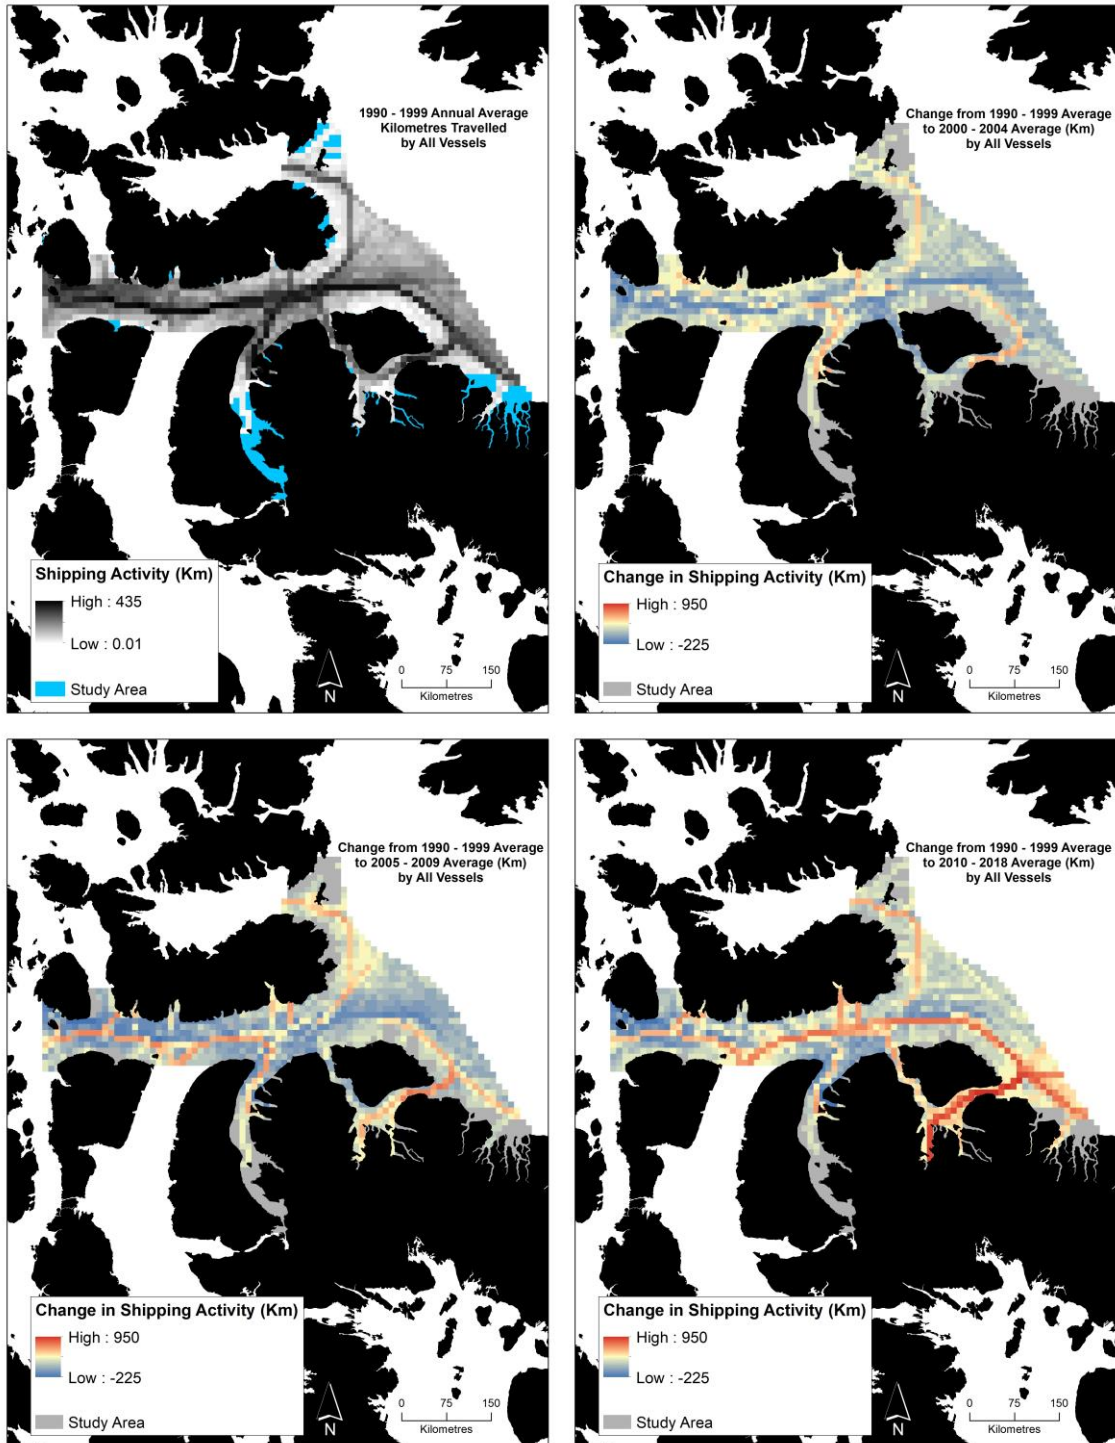 1990 - 1999 Annual Average
Kilometres Travelled
by All Vessels
Shipping Activity (Km)
High : 435
Low : 0.01
Study Area
N
0 75 150
Kilometres
Change from 1990 - 1999 Average
to 2000 - 2004 Average (Km)
by All Vessels
Change in Shipping Activity (Km)
High : 950
Low : -225
Study Area
N
0 75 150
Kilometres
Change from 1990 - 1999 Average
to 2005 - 2009 Average (Km)
by All Vessels
Change in Shipping Activity (Km)
High : 950
Low : -225
Study Area
N
0 75 150
Kilometres
Change from 1990 - 1999 Average
to 2010 - 2018 Average (Km)
by All Vessels
Change in Shipping Activity (Km)
High : 950
Low : -225
Study Area
N
0 75 150
Kilometres